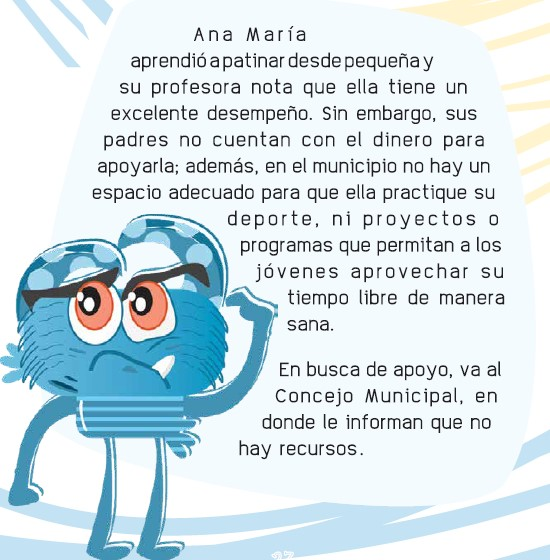 Ana María
aprendió a patinar desde pequeña y
su profesora nota que ella tiene un
excelente desempeño. Sin embargo, sus
padres no cuentan con el dinero para
apoyarla; además, en el municipio no hay un
espacio adecuado para que ella practique su
deporte, ni proyectos o
programas que permitan a los
jóvenes aprovechar su
tiempo libre de manera
sana.
En busca de apoyo, va al
Concejo Municipal, en
donde le informan que no
hay recursos.